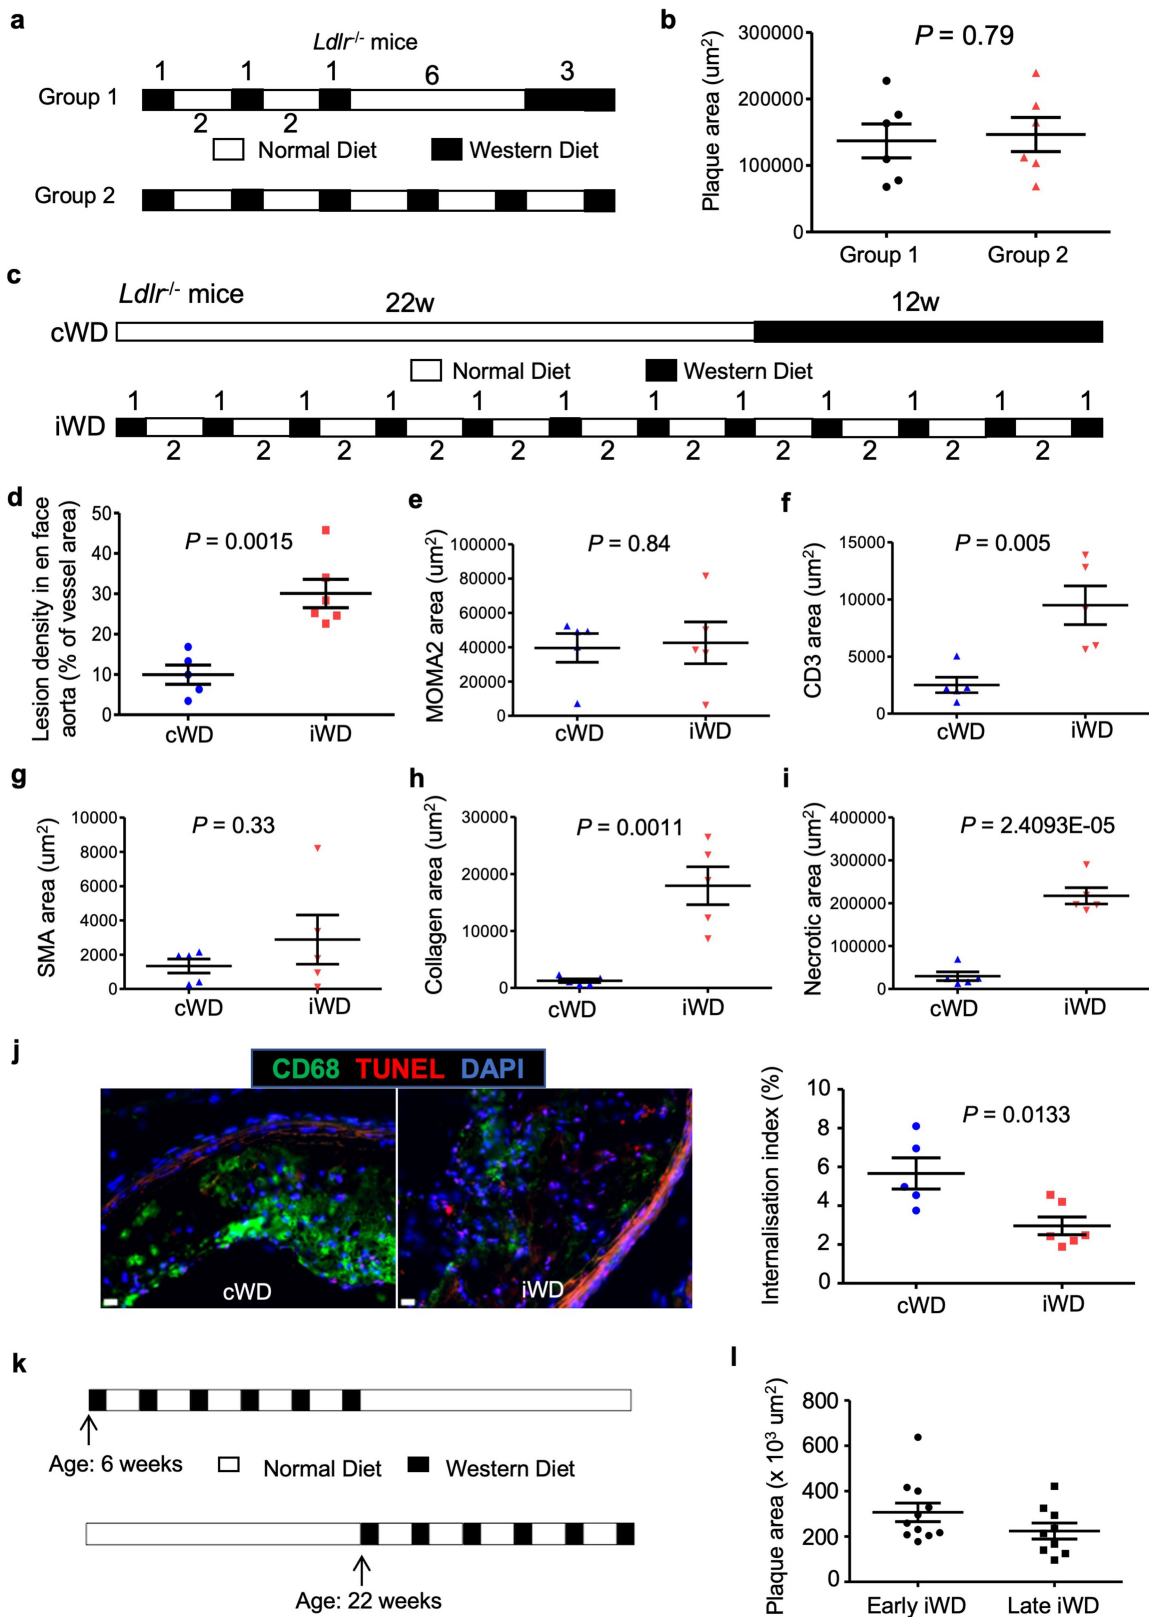 a
Ldlr-/- mice
1 1 1 6 3
Group 1
2 2
Normal Diet Western Diet
Group 2
b
P = 0.79
Plaque area (um2)
300000
200000
100000
0
Group 1 Group 2
c
Ldlr-/- mice
22w 12w
cWD
Normal Diet Western Diet
1 1 1 1 1 1 1 1 1 1 1 1
iWD
2 2 2 2 2 2 2 2 2 2 2
d
Lesion density in en face
aorta (% of vessel area)
P = 0.0015
50
40
30
20
10
0
cWD iWD
e
MOMA2 area (um2)
P = 0.84
100000
80000
60000
40000
20000
0
cWD iWD
f
CD3 area (um2)
P = 0.005
15000
10000
5000
0
cWD iWD
g
SMA area (um2)
P = 0.33
10000
8000
6000
4000
2000
0
cWD iWD
h
Collagen area (um2)
P = 0.0011
30000
20000
10000
0
cWD iWD
i
Necrotic area (um2)
P = 2.4093E-05
400000
300000
200000
100000
0
cWD iWD
j
CD68 TUNEL DAPI
cWD iWD
Internalisation index (%)
P = 0.0133
10
8
6
4
2
0
cWD iWD
k
Age: 6 weeks
Normal Diet Western Diet
Age: 22 weeks
l
Plaque area (x 103 um2)
800
600
400
200
0
Early iWD Late iWD